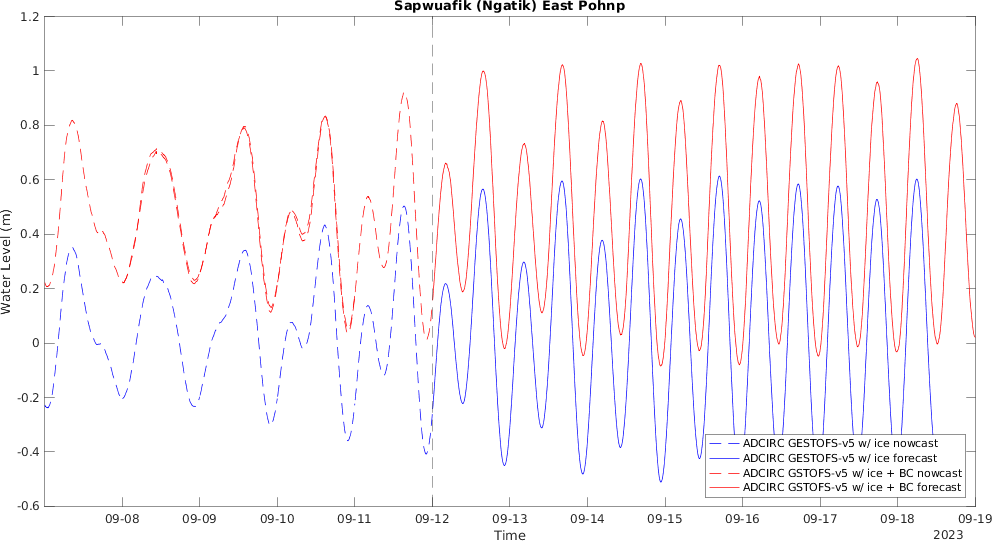 Sapwuafik (Ngatik) East Pohnp
1.2
1
0.8
0.6
0.4
0.2
0
-0.2
-0.4
-0.6
Water Level (m)
ADCIRC GESTOFS-v5 w/ ice nowcast
ADCIRC GESTOFS-v5 w/ ice forecast
ADCIRC GSTOFS-v5 w/ ice + BC nowcast
ADCIRC GSTOFS-v5 w/ ice + BC forecast
09-08 09-09 09-10 09-11 09-12 09-13 09-14 09-15 09-16 09-17 09-18 09-19
Time
2023